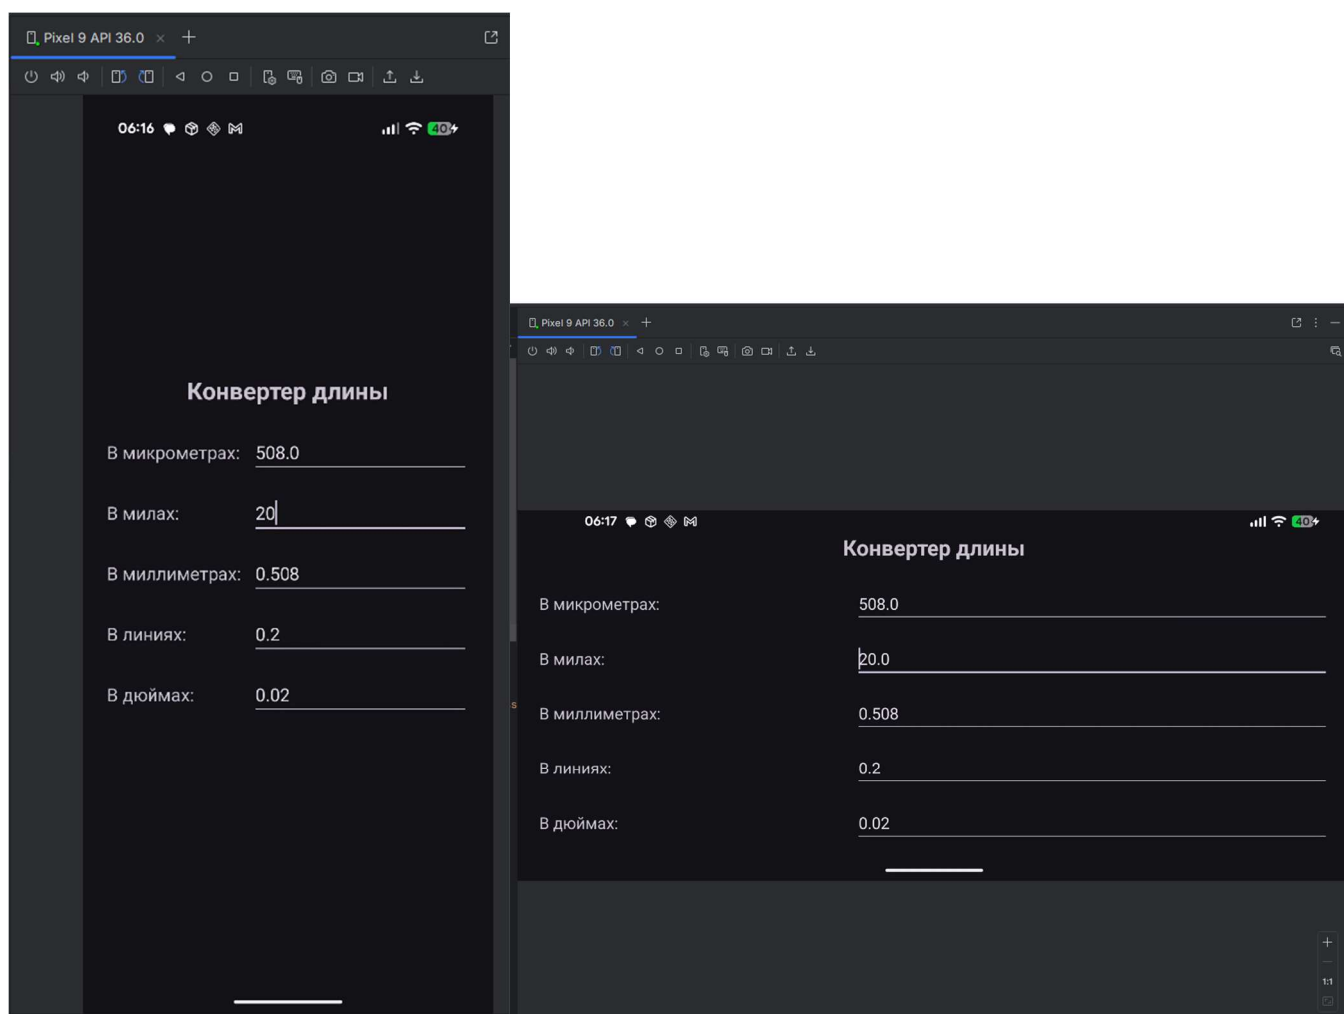 Pixel 9 API 36.0
06:16
40
Конвертер длины
В микрометрах: 508.0
В милах: 20
В миллиметрах: 0.508
В линиях: 0.2
В дюймах: 0.02
Pixel 9 API 36.0
06:17
40
Конвертер длины
В микрометрах: 508.0
В милах: 20.0
В миллиметрах: 0.508
s
В линиях: 0.2
В дюймах: 0.02
1:1